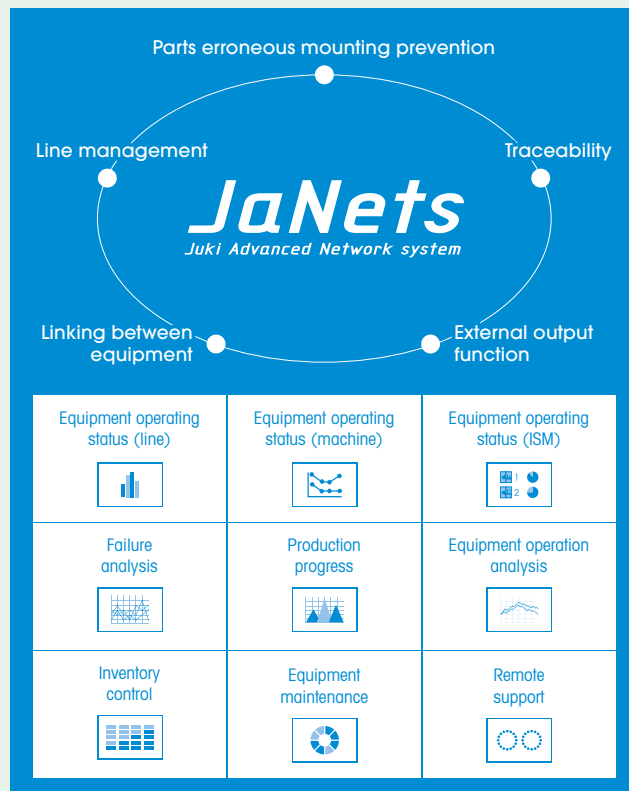 Parts erroneous mounting prevention
Line management
Traceability
JaNets
Juki Advanced Network system
Linking between
equipment
External output
function
Equipment operating
status (line)
Equipment operating
status (machine)
Equipment operating
status (ISM)
1
2
Failure
analysis
Production
progress
Equipment operation
analysis
Inventory
control
Equipment
maintenance
Remote
support